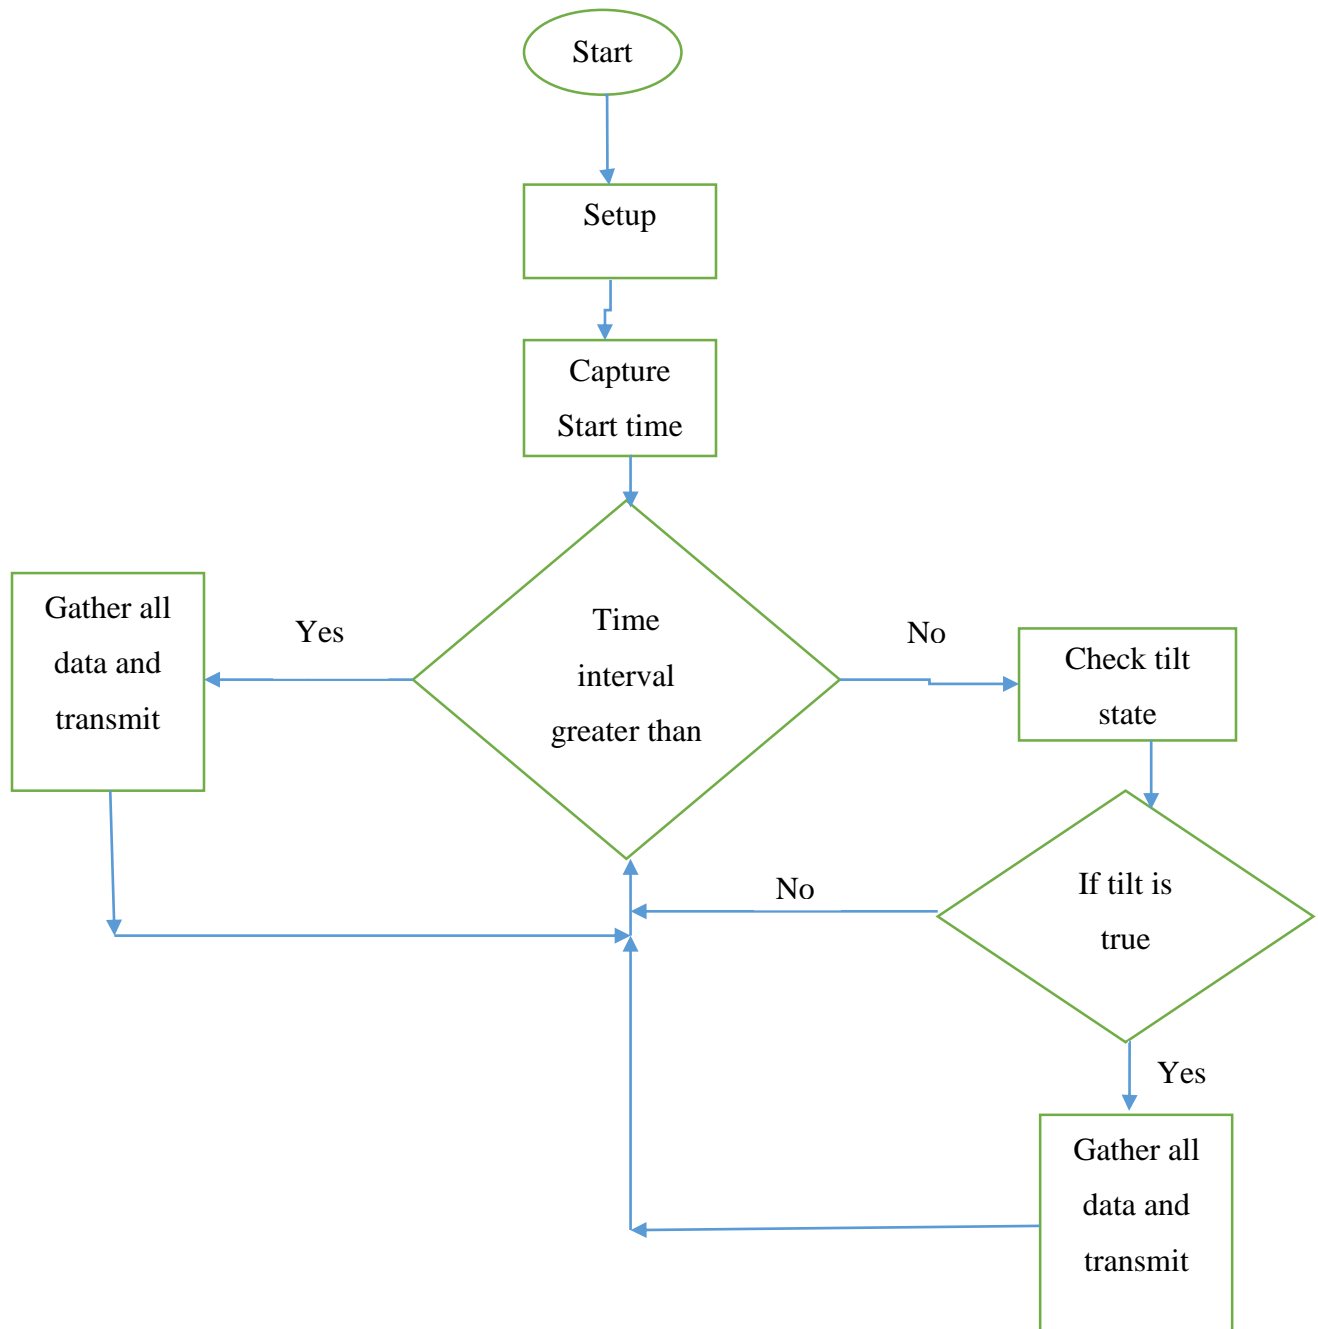 Start
Setup
Capture
Start time
Time
interval
greater than
Yes
Gather all
data and
transmit
No
Check tilt
state
If tilt is
true
No
Yes
Gather all
data and
transmit